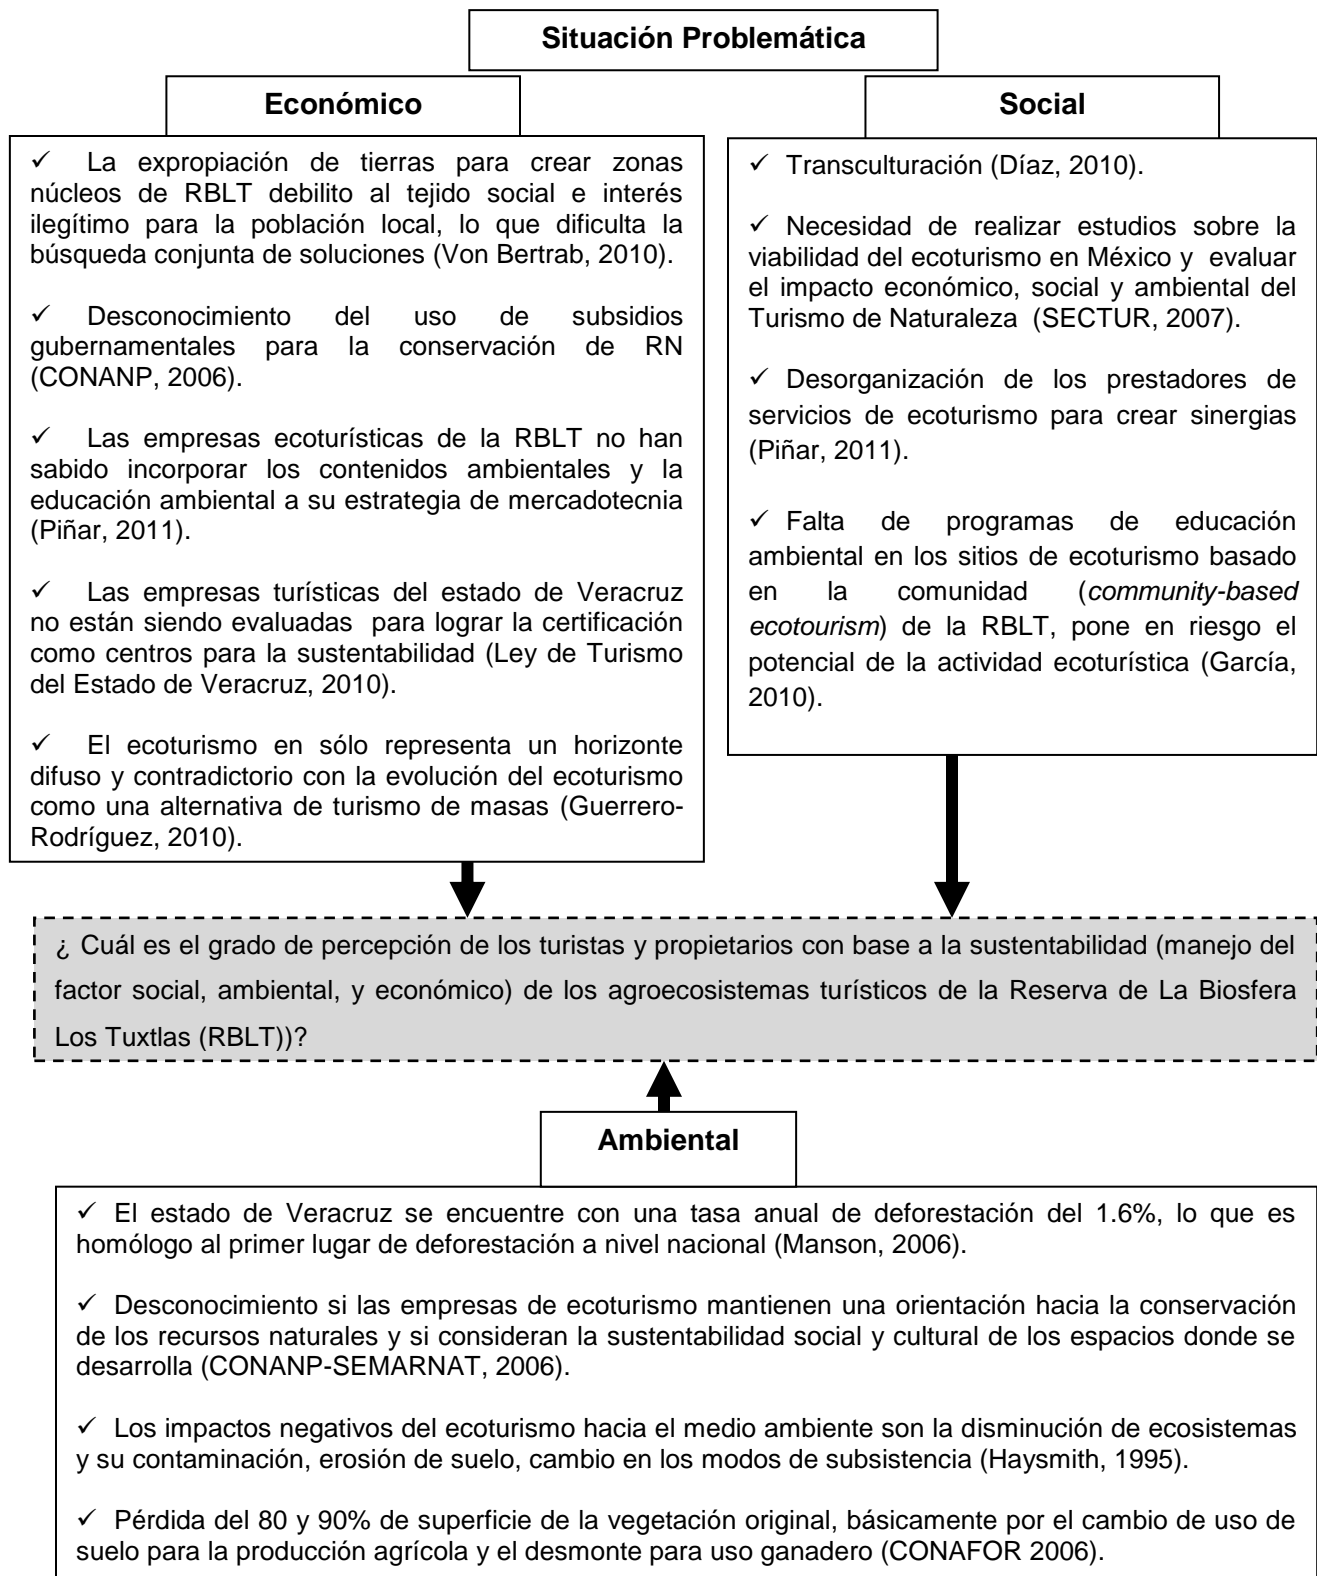 Situación Problemática
Económico
✓ La expropiación de tierras para crear zonas
núcleos de RBLT debilito al tejido social e interés
ilegítimo para la población local, lo que dificulta la
búsqueda conjunta de soluciones (Von Bertrab, 2010).
✓ Desconocimiento del uso de subsidios
gubernamentales para la conservación de RN
(CONANP, 2006).
✓ Las empresas ecoturísticas de la RBLT no han
sabido incorporar los contenidos ambientales y la
educación ambiental a su estrategia de mercadotecnia
(Piñar, 2011).
✓ Las empresas turísticas del estado de Veracruz
no están siendo evaluadas para lograr la certificación
como centros para la sustentabilidad (Ley de Turismo
del Estado de Veracruz, 2010).
✓ El ecoturismo en sólo representa un horizonte
difuso y contradictorio con la evolución del ecoturismo
como una alternativa de turismo de masas (Guerrero-
Rodríguez, 2010).
Social
✓ Transculturación (Díaz, 2010).
✓ Necesidad de realizar estudios sobre la
viabilidad del ecoturismo en México y evaluar
el impacto económico, social y ambiental del
Turismo de Naturaleza (SECTUR, 2007).
✓ Desorganización de los prestadores de
servicios de ecoturismo para crear sinergias
(Piñar, 2011).
✓ Falta de programas de educación
ambiental en los sitios de ecoturismo basado
en la comunidad (community-based
ecotourism) de la RBLT, pone en riesgo el
potencial de la actividad ecoturística (García,
2010).
¿ Cuál es el grado de percepción de los turistas y propietarios con base a la sustentabilidad (manejo del
factor social, ambiental, y económico) de los agroecosistemas turísticos de la Reserva de La Biosfera
Los Tuxtlas (RBLT))?
Ambiental
✓ El estado de Veracruz se encuentre con una tasa anual de deforestación del 1.6%, lo que es
homólogo al primer lugar de deforestación a nivel nacional (Manson, 2006).
✓ Desconocimiento si las empresas de ecoturismo mantienen una orientación hacia la conservación
de los recursos naturales y si consideran la sustentabilidad social y cultural de los espacios donde se
desarrolla (CONANP-SEMARNAT, 2006).
✓ Los impactos negativos del ecoturismo hacia el medio ambiente son la disminución de ecosistemas
y su contaminación, erosión de suelo, cambio en los modos de subsistencia (Haysmith, 1995).
✓ Pérdida del 80 y 90% de superficie de la vegetación original, básicamente por el cambio de uso de
suelo para la producción agrícola y el desmonte para uso ganadero (CONAFOR 2006).